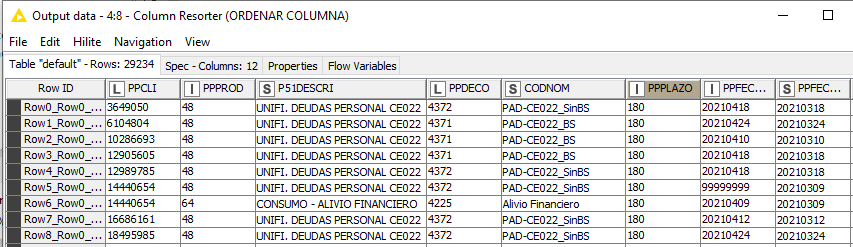 Output data - 4:8 - Column Resorter (ORDENAR COLUMNA)
File Edit Hilite Navigation View
Table "default" - Rows: 29234 Spec - Columns: 12 Properties Flow Variables
Row ID L PPCLI I PPPROD S P51DESCRI L PPDECO S CODNOM I PPPLAZO I PPFEC... S PPFEC...
Row0_Row0_... 3649050 48 UNIFI. DEUDAS PERSONAL CE022 4372 PAD-CE022_SinBS 180 20210418 20210318
Row1_Row0_... 6104804 48 UNIFI. DEUDAS PERSONAL CE022 4371 PAD-CE022_BS 180 20210424 20210324
Row2_Row0_... 10286693 48 UNIFI. DEUDAS PERSONAL CE022 4371 PAD-CE022_BS 180 20210410 20210310
Row3_Row0_... 12905605 48 UNIFI. DEUDAS PERSONAL CE022 4371 PAD-CE022_BS 180 20210418 20210318
Row4_Row0_... 12989785 48 UNIFI. DEUDAS PERSONAL CE022 4372 PAD-CE022_SinBS 180 20210418 20210318
Row5_Row0_... 14440654 48 UNIFI. DEUDAS PERSONAL CE022 4372 PAD-CE022_SinBS 180 99999999 20210309
Row6_Row0_... 14440654 64 CONSUMO - ALIVIO FINANCIERO 4225 Alivio Financiero 180 20210409 20210309
Row7_Row0_... 16686161 48 UNIFI. DEUDAS PERSONAL CE022 4372 PAD-CE022_SinBS 180 20210412 20210312
Row8_Row0_... 18495985 48 UNIFI. DEUDAS PERSONAL CE022 4372 PAD-CE022_SinBS 180 20210424 20210324